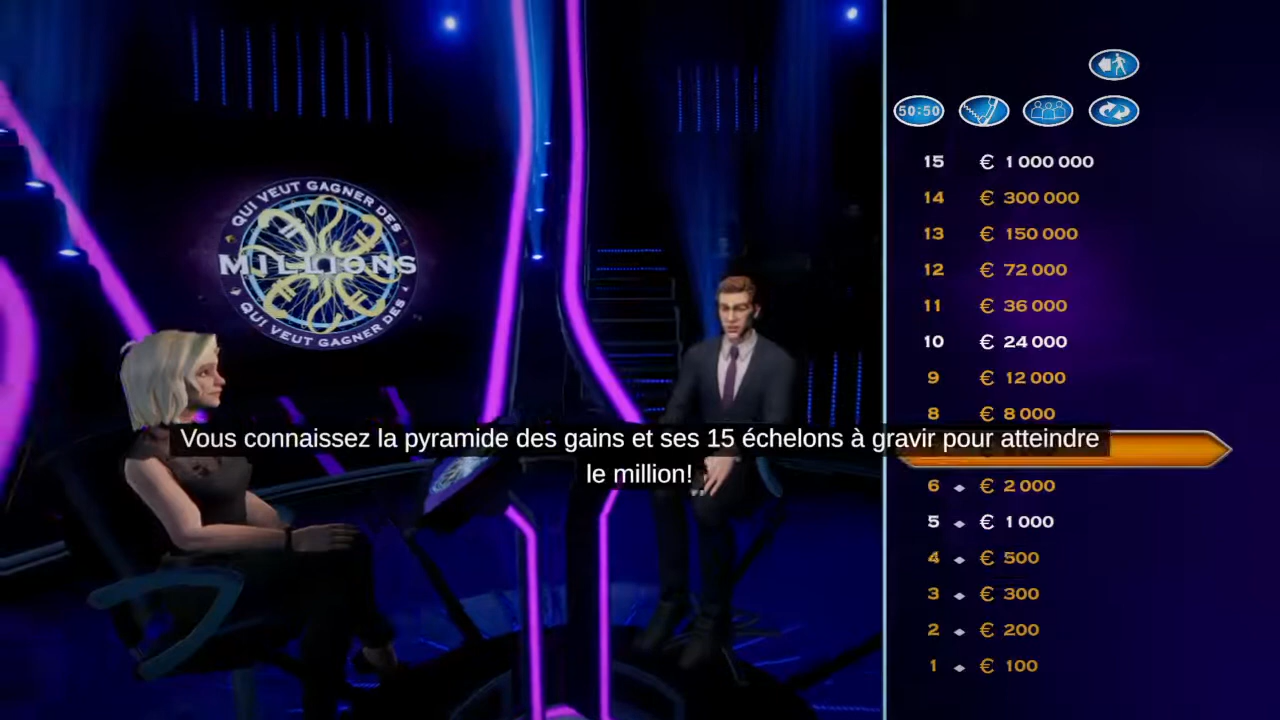 QUI VEUT GAGNER DES
MILLIONS
QUI VEUT GAGNER DES
50:50
15 € 1 000 000
14 € 300 000
13 € 150 000
12 € 72 000
11 € 36 000
10 € 24 000
9 € 12 000
8 € 8 000
Vous connaissez la pyramide des gains et ses 15 échelons à gravir pour atteindre
le million!
6 ◆ € 2 000
5 ◆ € 1 000
4 ◆ € 500
3 ◆ € 300
2 ◆ € 200
1 ◆ € 100